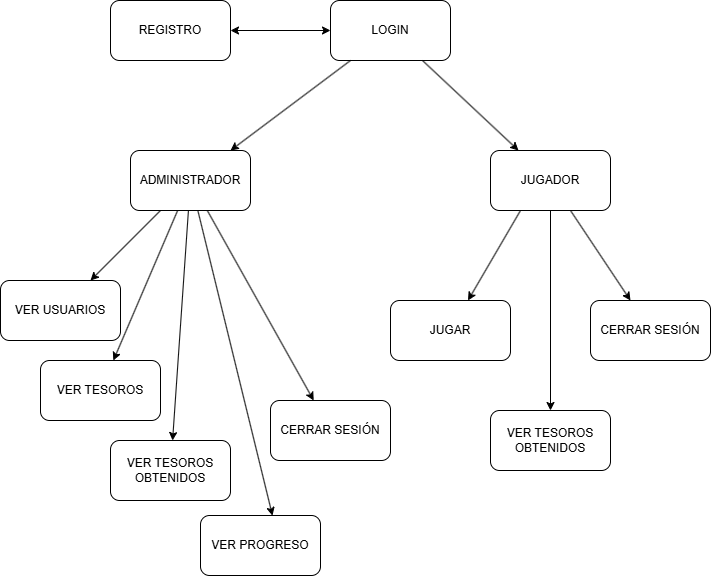 REGISTRO
LOGIN
ADMINISTRADOR
JUGADOR
VER USUARIOS
JUGAR
CERRAR SESIÓN
VER TESOROS
CERRAR SESIÓN
VER TESOROS
OBTENIDOS
VER TESOROS
OBTENIDOS
VER PROGRESO